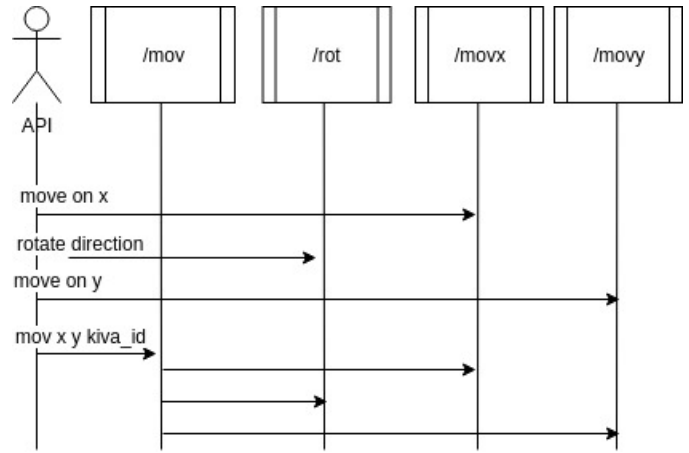 /mov
/rot
/movx
/movy
API
move on x
rotate direction
move on y
mov x y kiva_id